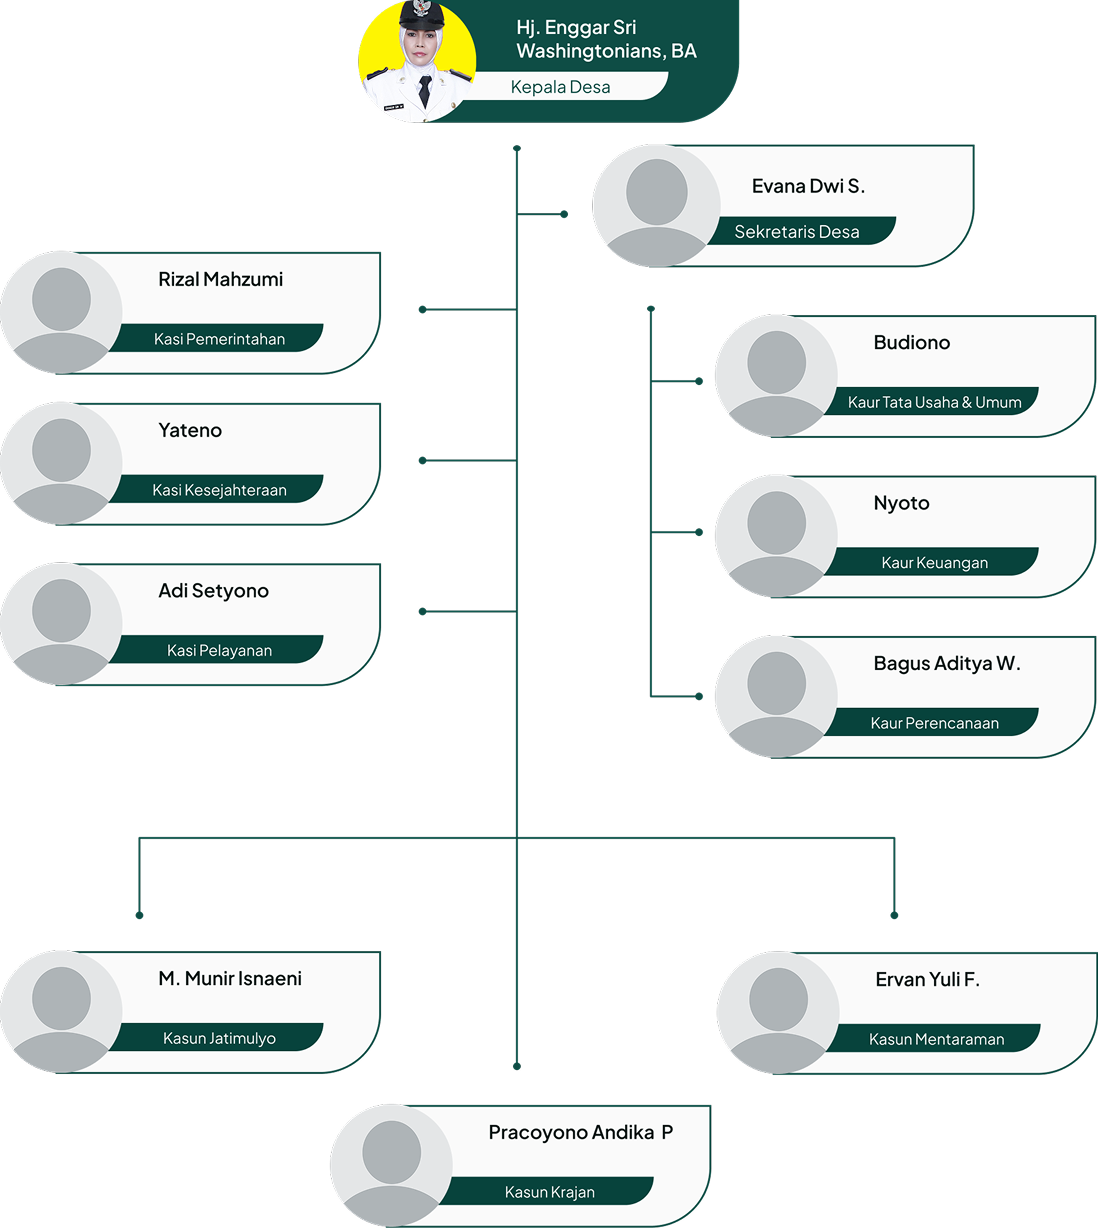 Hj. Enggar Sri
Washingtonians, BA
Kepala Desa
Evana Dwi S.
Sekretaris Desa
Rizal Mahzumi
Kasi Pemerintahan
Budiono
Kaur Tata Usaha & Umum
Yateno
Kasi Kesejahteraan
Nyoto
Kaur Keuangan
Adi Setyono
Kasi Pelayanan
Bagus Aditya W.
Kaur Perencanaan
M. Munir Isnaeni
Kasun Jatimulyo
Ervan Yuli F.
Kasun Mentaraman
Pracoyono Andika P
Kasun Krajan